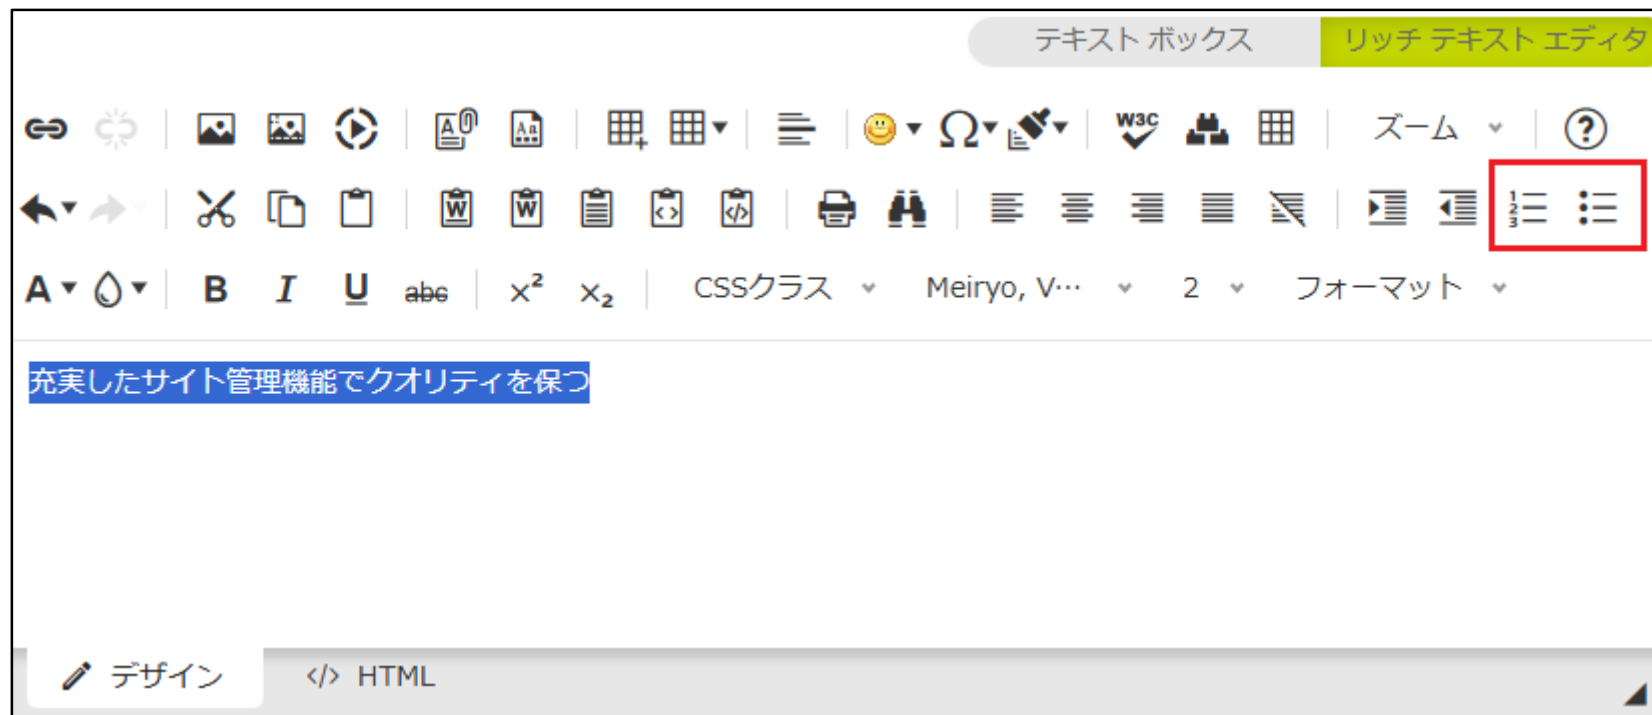 テキスト ボックス リッチ テキスト エディタ
W3C ズーム
A B I U abc x² x₂ CSSクラス Meiryo, V… 2 フォーマット
充実したサイト管理機能でクオリティを保つ
デザイン </> HTML